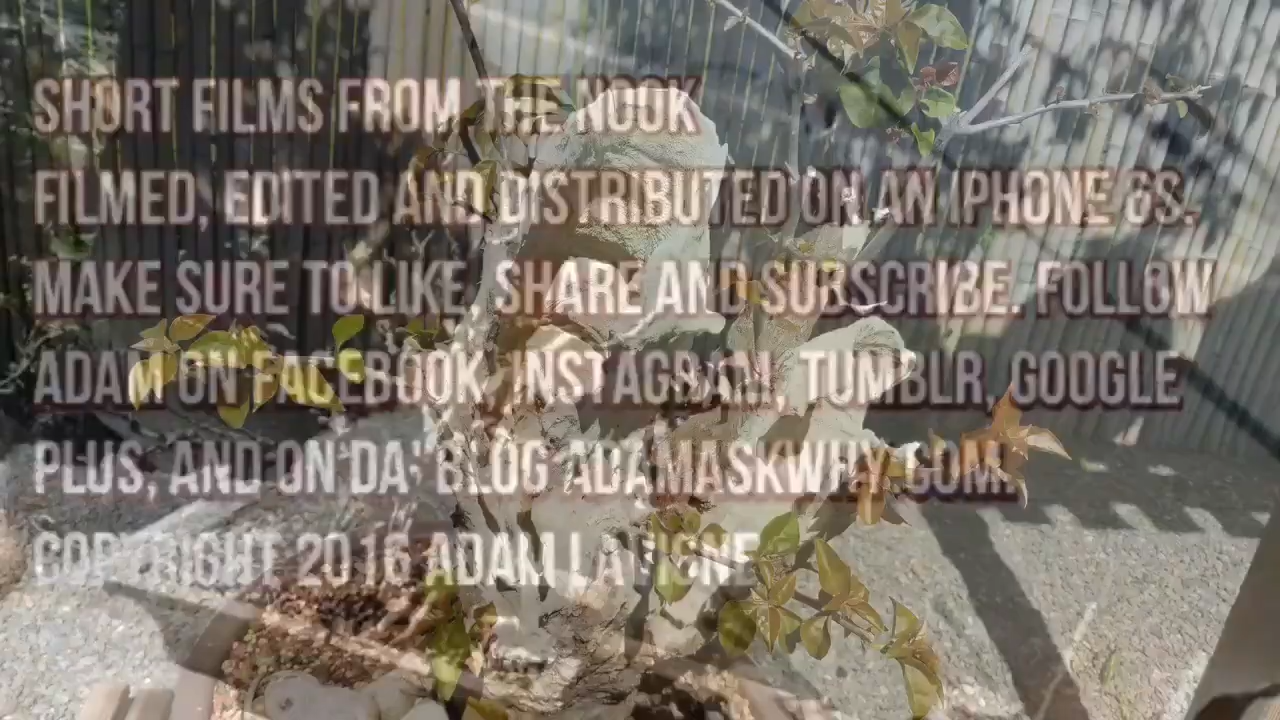 SHORT FILMS FROM THE NOOK
FILMED, EDITED AND DISTRIBUTED ON AN IPHONE 6S.
MAKE SURE TO LIKE, SHARE AND SUBSCRIBE. FOLLOW
ADAM ON FACEBOOK, INSTAGRAM, TUMBLR, GOOGLE
PLUS, AND ON DA' BLOG ADAMASKWHY.COM.
COPYRIGHT 2016 ADAM LAVIGNE